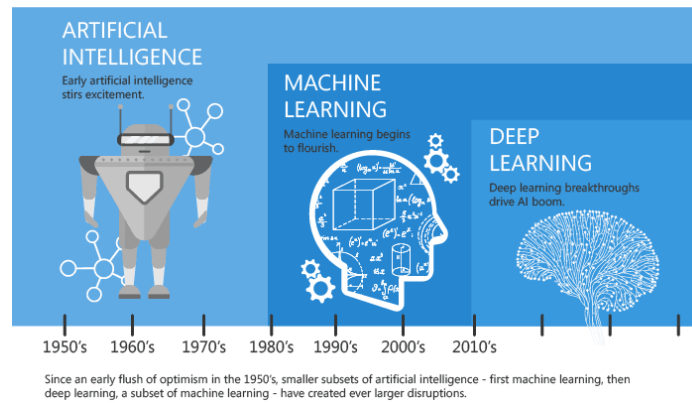 ARTIFICIAL
INTELLIGENCE
Early artificial intelligence
stirs excitement.
MACHINE
LEARNING
Machine learning begins
to flourish.
DEEP
LEARNING
Deep learning breakthroughs
drive AI boom.
1950's 1960's 1970's 1980's 1990's 2000's 2010's
Since an early flush of optimism in the 1950's, smaller subsets of artificial intelligence - first machine learning, then
deep learning, a subset of machine learning - have created ever larger disruptions.